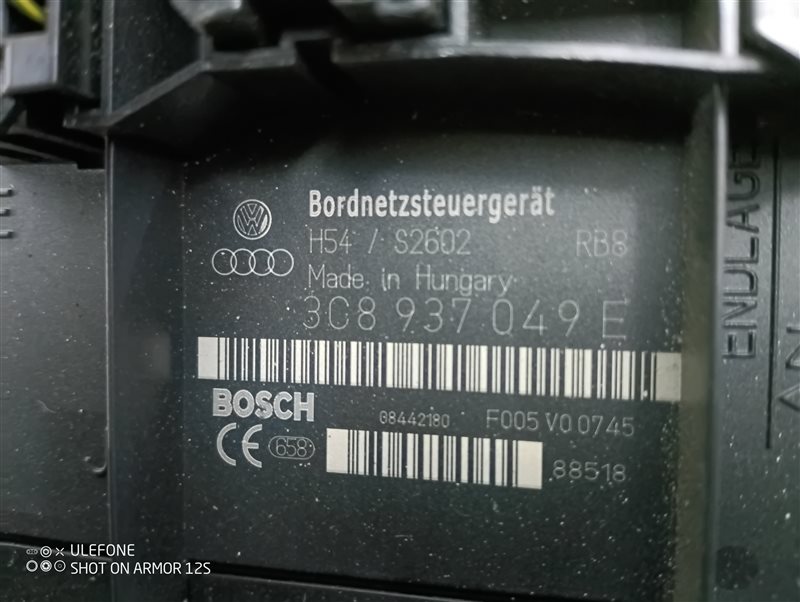 Bordnetzsteuergerät
H54 / S2602 RB8
Made in Hungary
3C8 937 049 E
BOSCH 08442180 F005 V0 0745
CE 658 88518
ENDLAGE
ULEFONE
SHOT ON ARMOR 12S